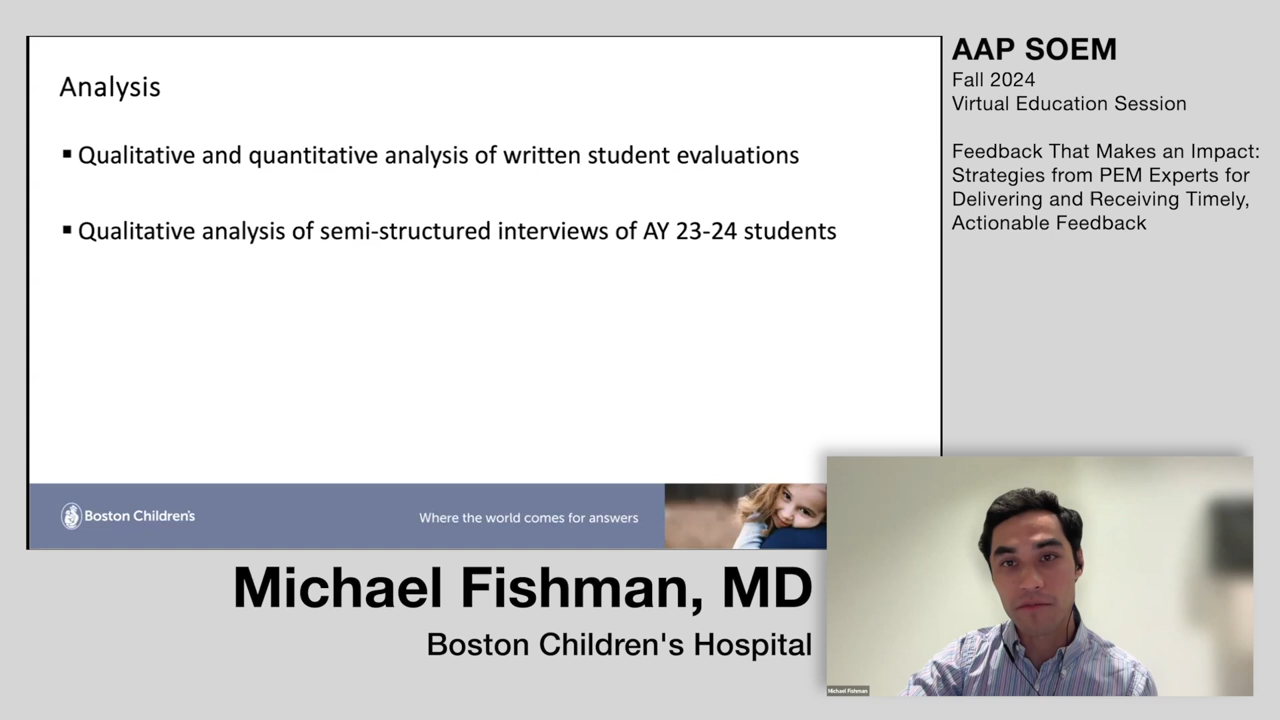 Analysis
▪ Qualitative and quantitative analysis of written student evaluations
▪ Qualitative analysis of semi-structured interviews of AY 23-24 students
Boston Children's
Where the world comes for answers
AAP SOEM
Fall 2024
Virtual Education Session
Feedback That Makes an Impact:
Strategies from PEM Experts for
Delivering and Receiving Timely,
Actionable Feedback
Michael Fishman, MD
Boston Children's Hospital
Michael Fishman